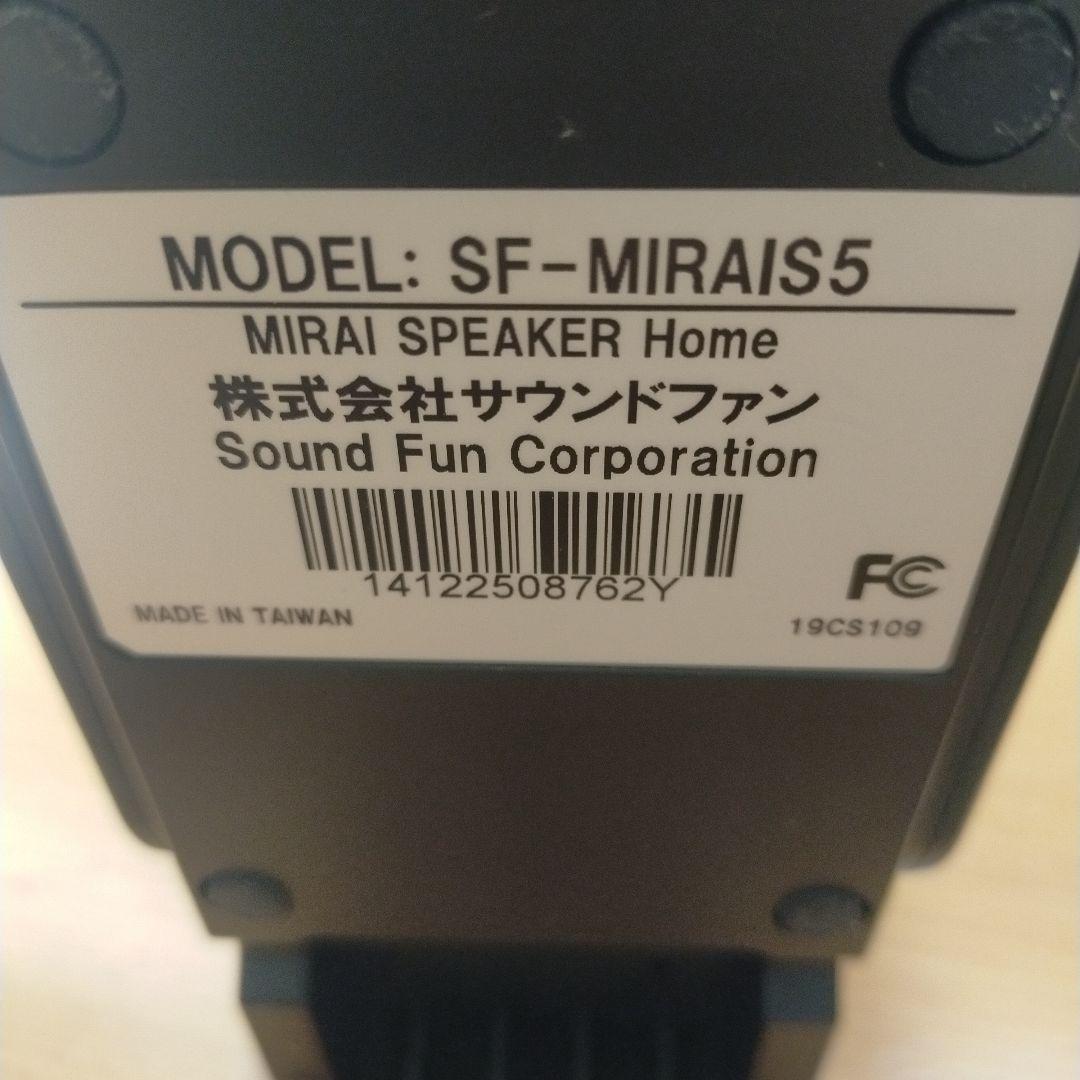 MODEL: SF-MIRAIS5
MIRAI SPEAKER Home
株式会社サウンドファン
Sound Fun Corporation
14122508762Y
FC
MADE IN TAIWAN
19CS109